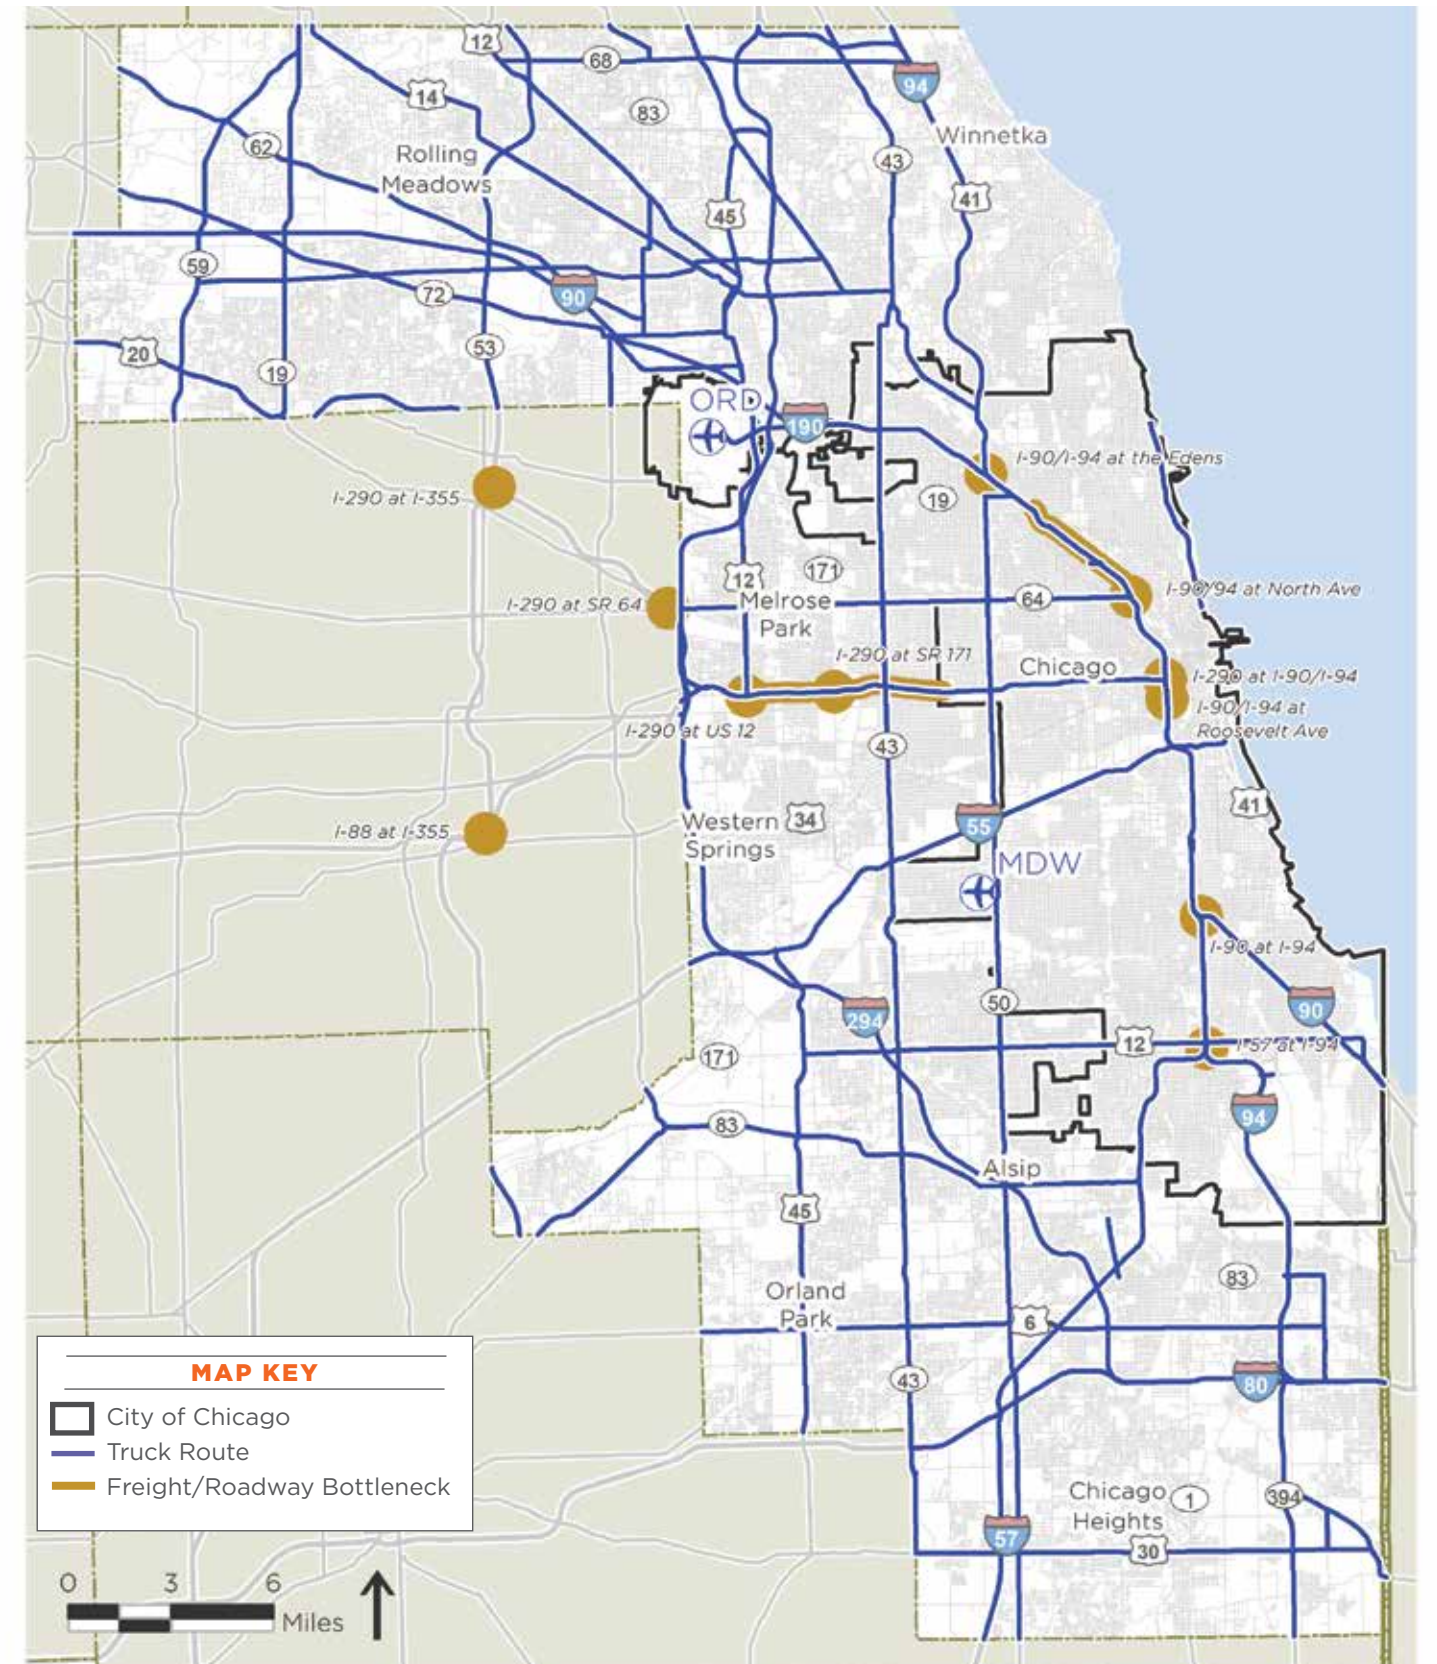 12
68
94
14
83
Winnetka
62
43
Rolling
Meadows
41
45
59
72
90
20
53
19
ORD
190
I-90/I-94 at the Edens
I-290 at I-355
19
171
12
I-90/94 at North Ave
64
I-290 at SR 64
Melrose
Park
I-290 at SR 171
Chicago
I-290 at I-90/I-94
I-90/I-94 at
Roosevelt Ave
I-290 at US 12
43
41
34
Western
Springs
55
I-88 at I-355
MDW
I-90 at I-94
50
90
294
12
I-57 at I-94
171
94
83
Alsip
45
83
Orland
Park
6
43
80
MAP KEY
City of Chicago
Truck Route
Freight/Roadway Bottleneck
Chicago
Heights
1
394
57
30
0 3 6
Miles